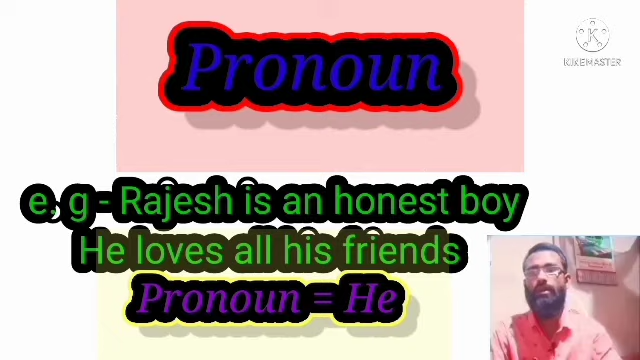 Pronoun
KINEMASTER
e, g - Rajesh is an honest boy
He loves all his friends
Pronoun = He